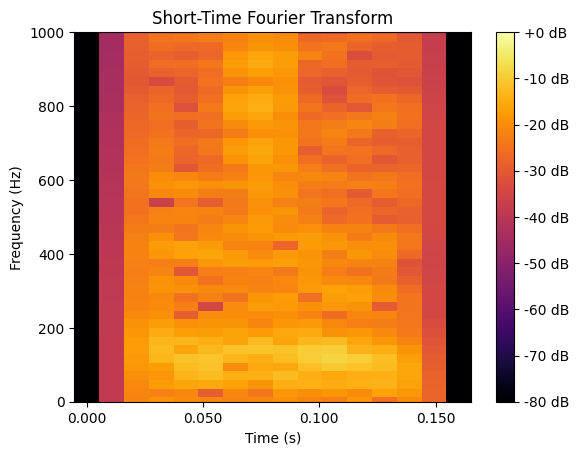 Short-Time Fourier Transform
Frequency (Hz)
1000
800
600
400
200
0
0.000
0.050
0.100
0.150
Time (s)
+0 dB
-10 dB
-20 dB
-30 dB
-40 dB
-50 dB
-60 dB
-70 dB
-80 dB